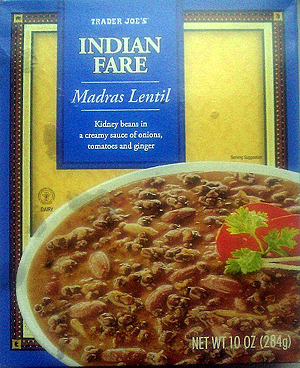 TRADER JOE'S
INDIAN
FARE
Madras Lentil
Kidney beans in
a creamy sauce of onions,
tomatoes and ginger
Serving Suggestion
DAIRY
NET WT. 10 OZ (284g)